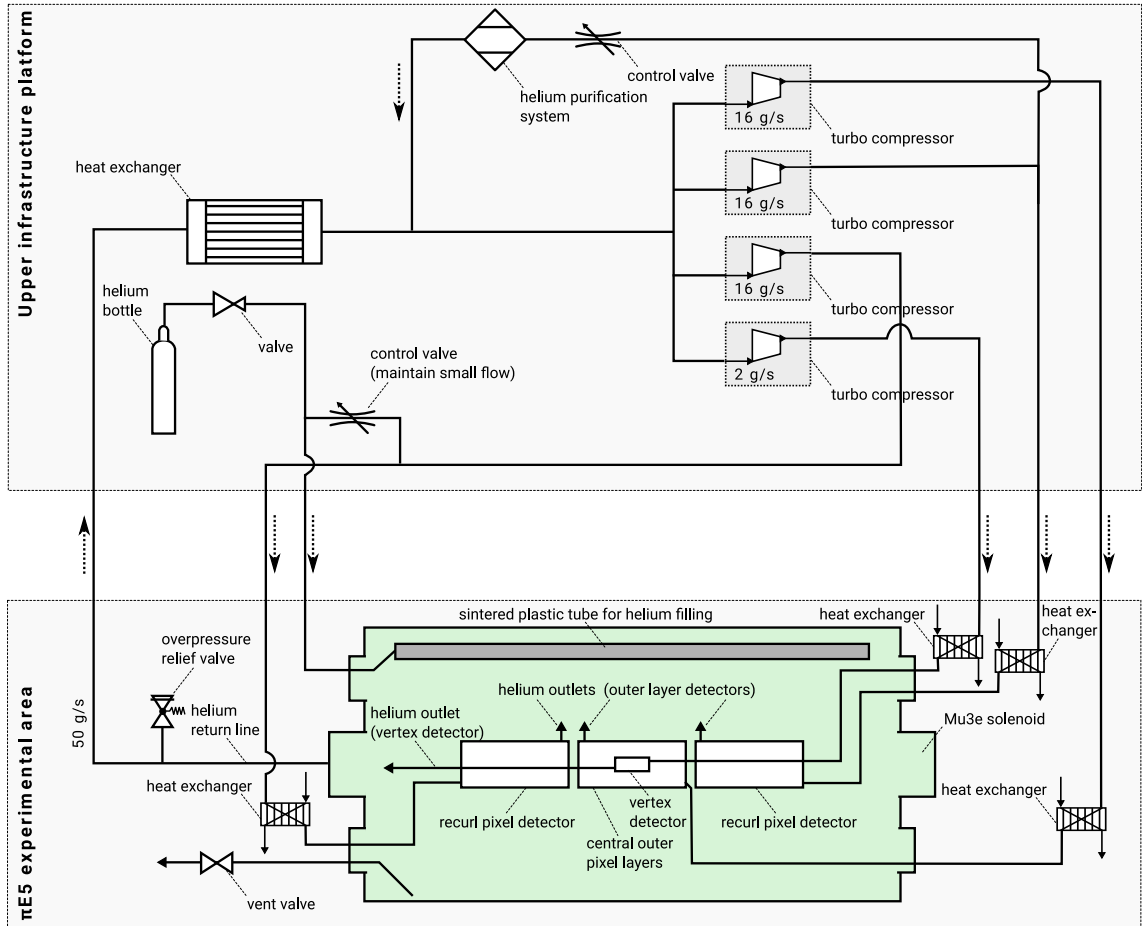 Upper infrastructure platform
control valve
helium purification
system
16 g/s
turbo compressor
heat exchanger
16 g/s
turbo compressor
helium
bottle
valve
16 g/s
turbo compressor
control valve
(maintain small flow)
2 g/s
turbo compressor
πE5 experimental area
sintered plastic tube for helium filling
heat exchanger
heat ex-
changer
overpressure
relief valve
helium outlets (outer layer detectors)
50 g/s
helium
return line
helium outlet
(vertex detector)
Mu3e solenoid
heat exchanger
heat exchanger
recurl pixel detector
vertex
detector
recurl pixel detector
central outer
pixel layers
vent valve